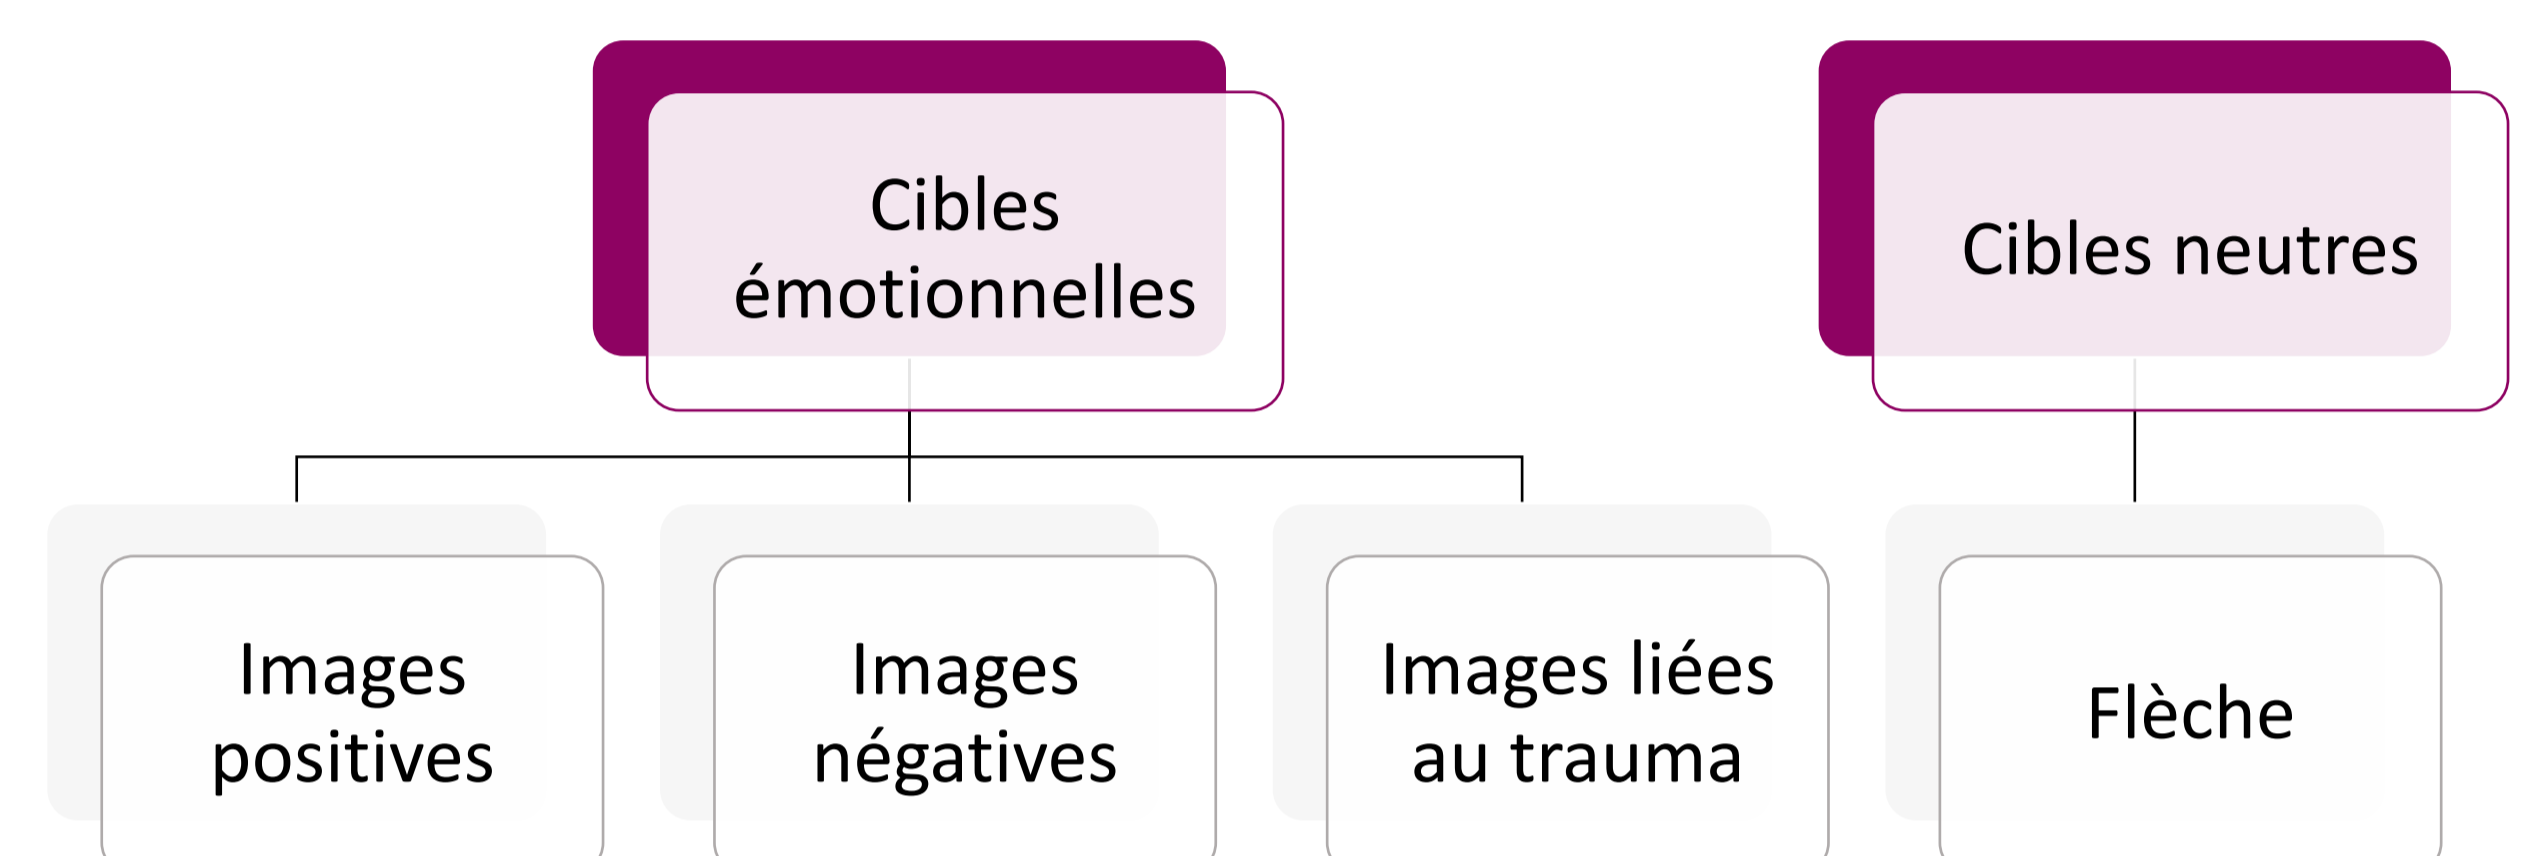 Cibles
émotionnelles
Cibles neutres
Images
positives
Images
négatives
Images liées
au trauma
Flèche